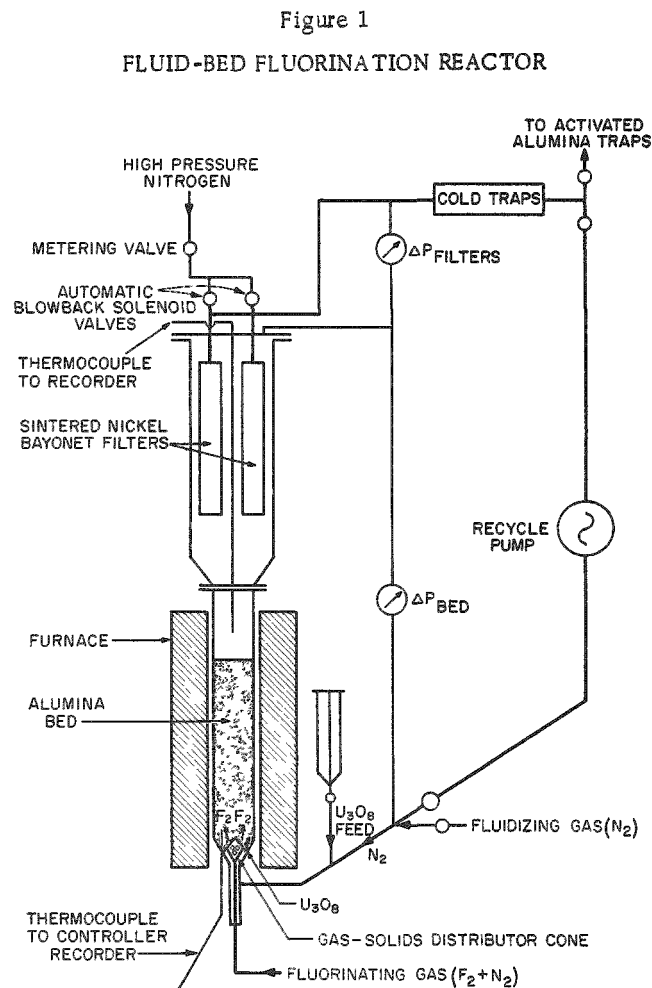 Figure 1
FLUID-BED FLUORINATION REACTOR
TO ACTIVATED
ALUMINA TRAPS
HIGH PRESSURE
NITROGEN
COLD TRAPS
METERING VALVE
ΔP FILTERS
AUTOMATIC
BLOWBACK SOLENOID
VALVES
THERMOCOUPLE
TO RECORDER
SINTERED NICKEL
BAYONET FILTERS
RECYCLE
PUMP
ΔP BED
FURNACE
ALUMINA
BED
F₂ F₂
U₃O₈
FEED
FLUIDIZING GAS (N₂)
N₂
U₃O₈
THERMOCOUPLE
TO CONTROLLER
RECORDER
GAS-SOLIDS DISTRIBUTOR CONE
FLUORINATING GAS (F₂+N₂)